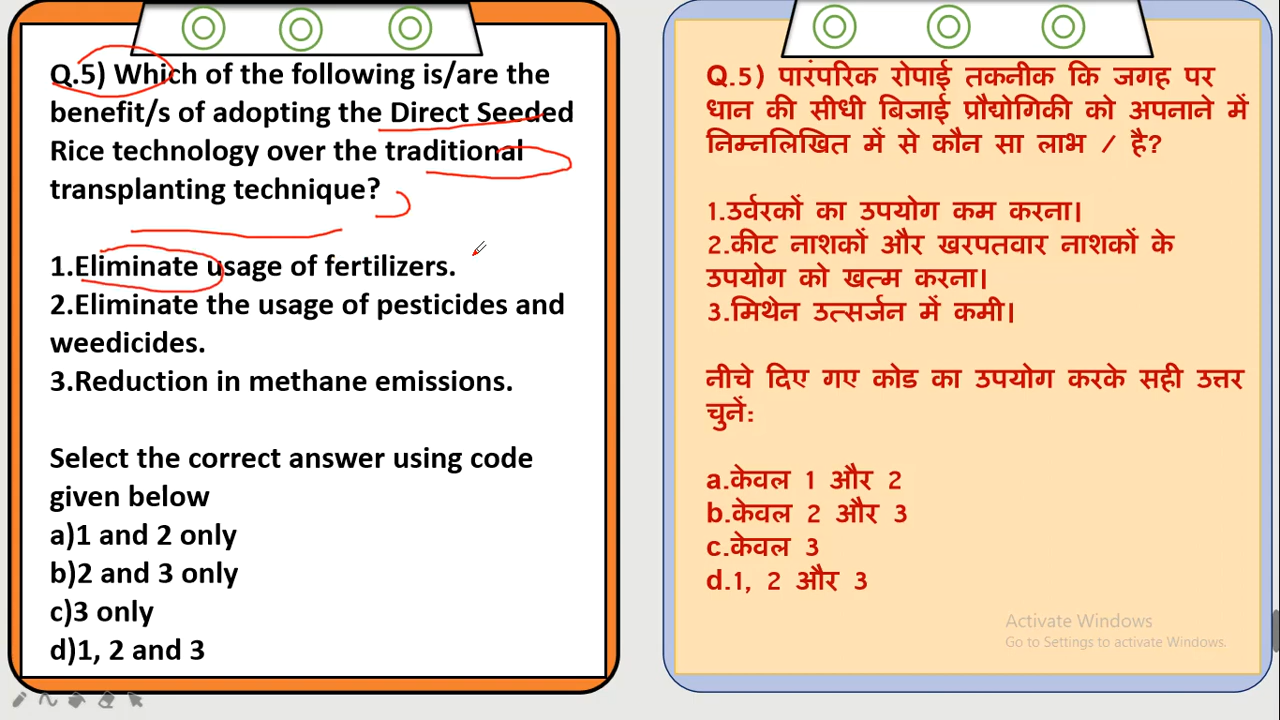 Q.5) Which of the following is/are the
benefit/s of adopting the Direct Seeded
Rice technology over the traditional
transplanting technique?
1.Eliminate usage of fertilizers.
2.Eliminate the usage of pesticides and
weedicides.
3.Reduction in methane emissions.
Select the correct answer using code
given below
a)1 and 2 only
b)2 and 3 only
c)3 only
d)1, 2 and 3
Q.5) पारंपरिक रोपाई तकनीक कि जगह पर
धान की सीधी बिजाई प्रौद्योगिकी को अपनाने में
निम्नलिखित में से कौन सा लाभ / है?
1.उर्वरकों का उपयोग कम करना।
2.कीट नाशकों और खरपतवार नाशकों के
उपयोग को खत्म करना।
3.मिथेन उत्सर्जन में कमी।
नीचे दिए गए कोड का उपयोग करके सही उत्तर
चुनें:
a.केवल 1 और 2
b.केवल 2 और 3
c.केवल 3
d.1, 2 और 3
Activate Windows
Go to Settings to activate Windows.